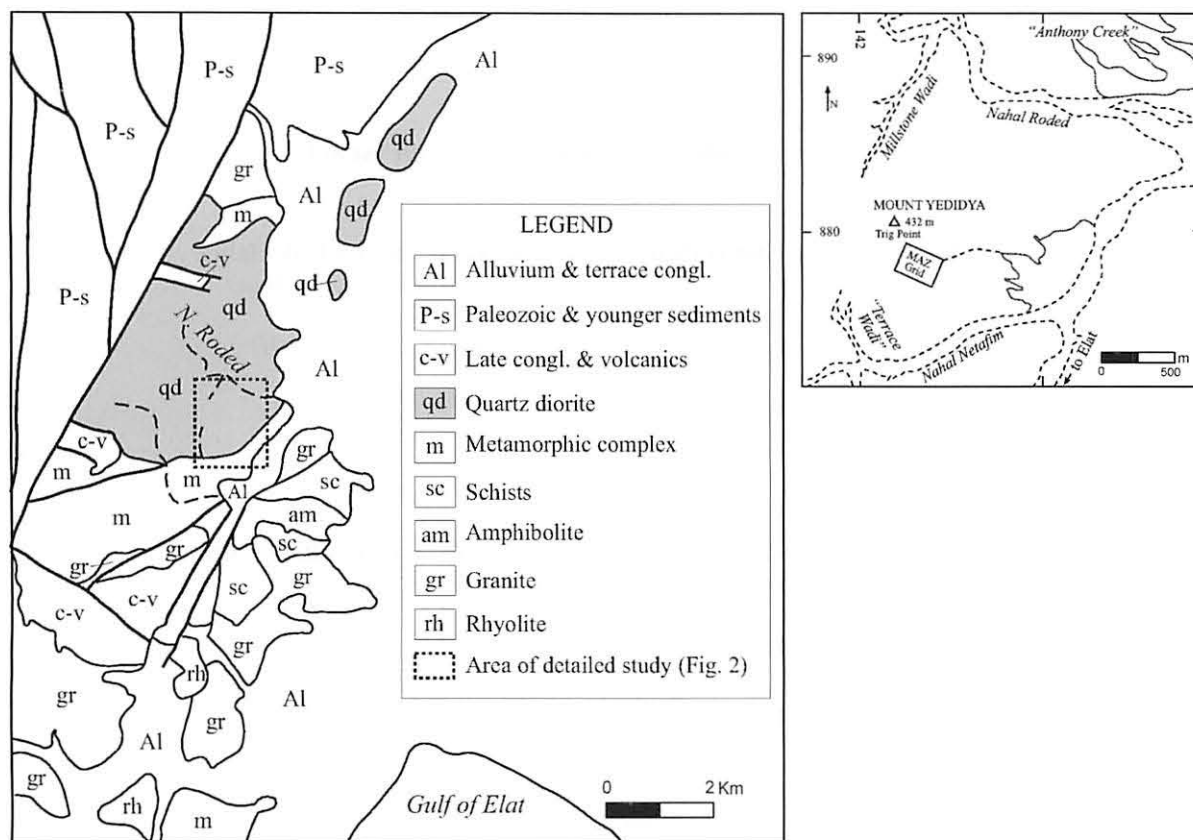 P-s
P-s
Al
P-s
qd
gr
Al
m
qd
c-v
qd
qd
P-s
N. Roded
Al
qd
c-v
gr
m
m
sc
Al
m
am
gr
sc
gr
sc
gr
c-v
c-v
gr
rh
Al
gr
gr
Al
gr
rh
m
Gulf of Elat
0 2 Km
LEGEND
Al Alluvium & terrace congl.
P-s Paleozoic & younger sediments
c-v Late congl. & volcanics
qd Quartz diorite
m Metamorphic complex
sc Schists
am Amphibolite
gr Granite
rh Rhyolite
Area of detailed study (Fig. 2)
142
"Anthony Creek"
890
N
Millstone Wadi
Nahal Roded
MOUNT YEDIDYA
432 m
Trig Point
880
MAZ
Grid
"Terrace
Wadi"
Nahal Netafim
to Elat
0 500 m